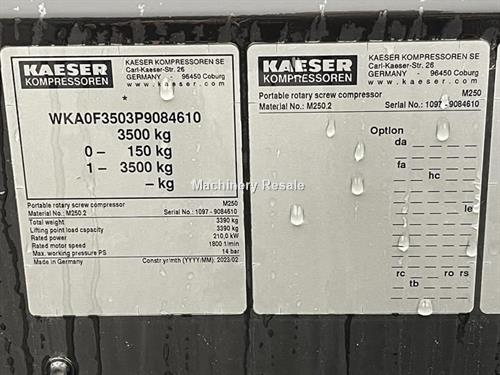 KAESER
KOMPRESSOREN
KAESER KOMPRESSOREN SE
Carl-Kaeser-Str. 26
GERMANY - 96450 Coburg
www.kaeser.com
*
WKA0F3503P9084610
3500 kg
0 – 150 kg
1 – 3500 kg
– kg
Portable rotary screw compressor M250
Material No.: M250.2 Serial No.: 1097 - 9084610
Total weight 3390 kg
Lifting point load capacity 3390 kg
Rated power 210,0 kW
Rated motor speed 1800 1/min
Max. working pressure PS 14 bar
Made in Germany Constr.yr/mth (YYYY/MM): 2023/02
KAESER
KOMPRESSOREN
KAESER KOMPRESSOREN SE
Carl-Kaeser-Str. 26
GERMANY - 96450 Coburg
www.kaeser.com
Portable rotary screw compressor M250
Material No.: M250.2 Serial No.: 1097 - 9084610
Option
da
fa
hc
le
rc ro rs
tb
Machinery Resale